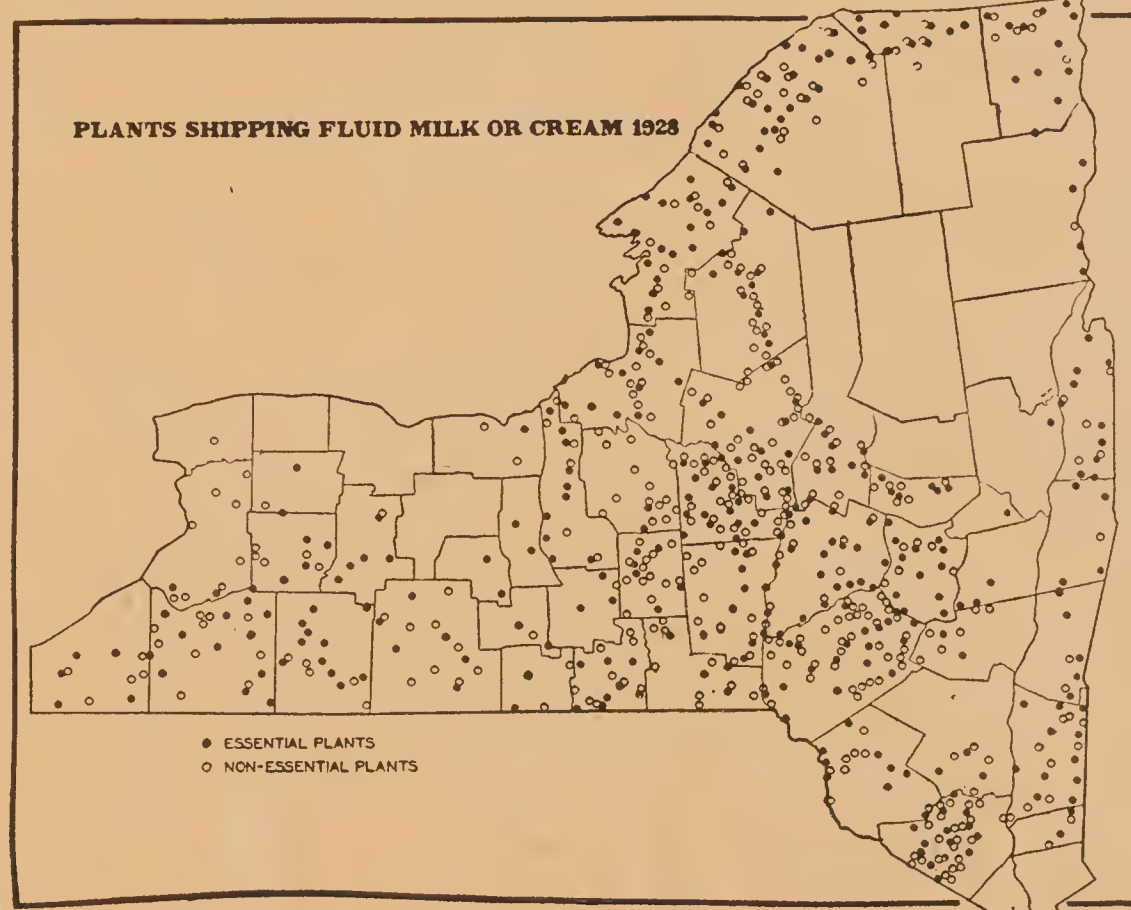 PLANTS SHIPPING FLUID MILK OR CREAM 1928
ESSENTIAL PLANTS
NON-ESSENTIAL PLANTS